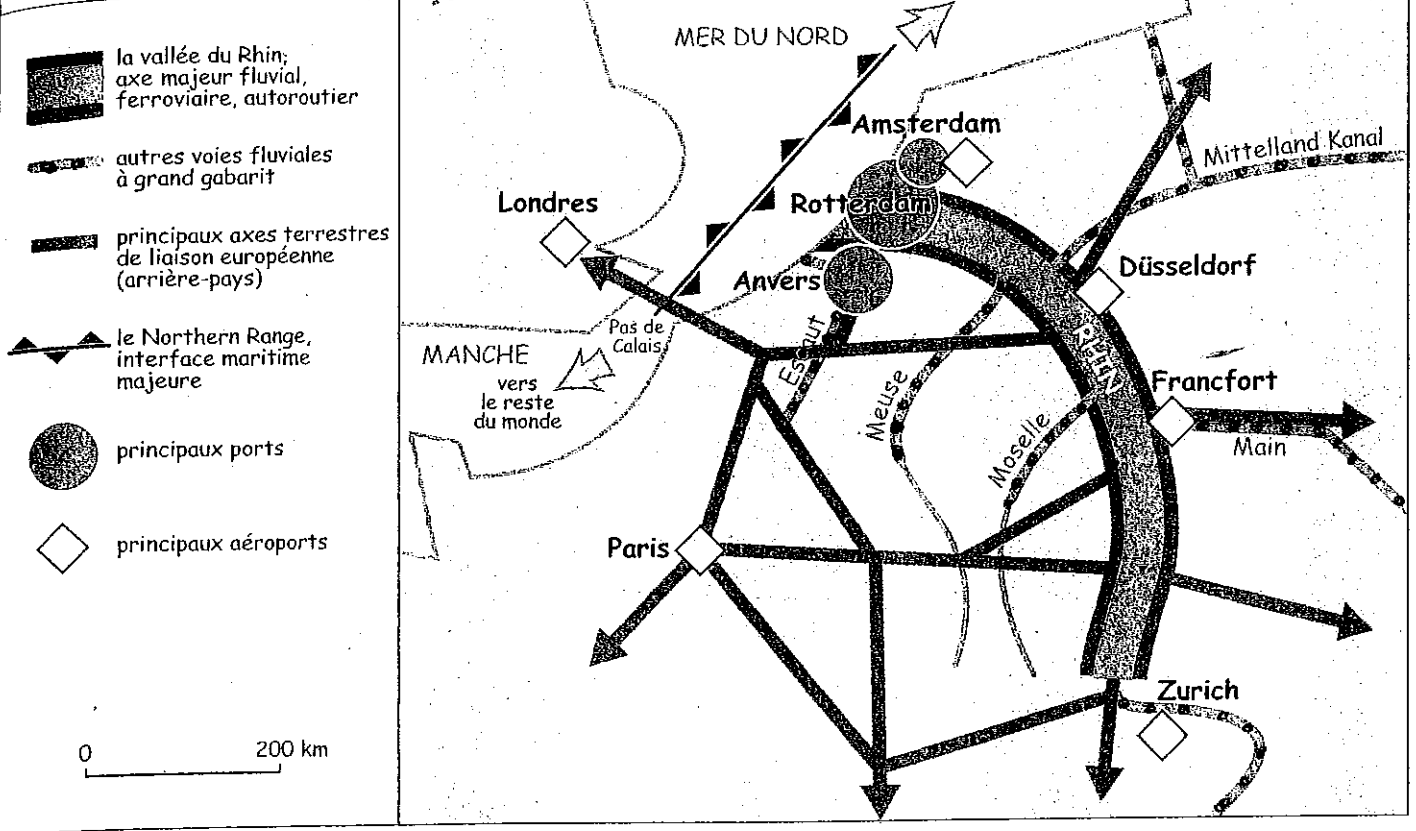 la vallée du Rhin;
axe majeur fluvial,
ferroviaire, autoroutier
autres voies fluviales
à grand gabarit
principaux axes terrestres
de liaison européenne
(arrière-pays)
le Northern Range,
interface maritime
majeure
principaux ports
principaux aéroports
0 200 km
MER DU NORD
Amsterdam
Mittelland Kanal
Londres
Rotterdam
Anvers
Düsseldorf
Pas de
Calais
MANCHE
vers
le reste
du monde
Escaut
Meuse
Moselle
RHIN
Francfort
Main
Paris
Zurich